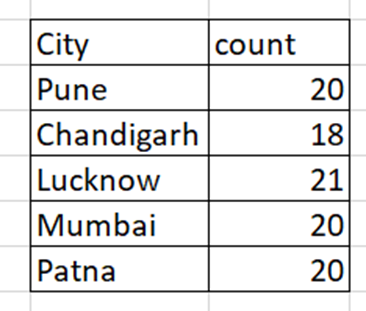 City count
Pune 20
Chandigarh 18
Lucknow 21
Mumbai 20
Patna 20